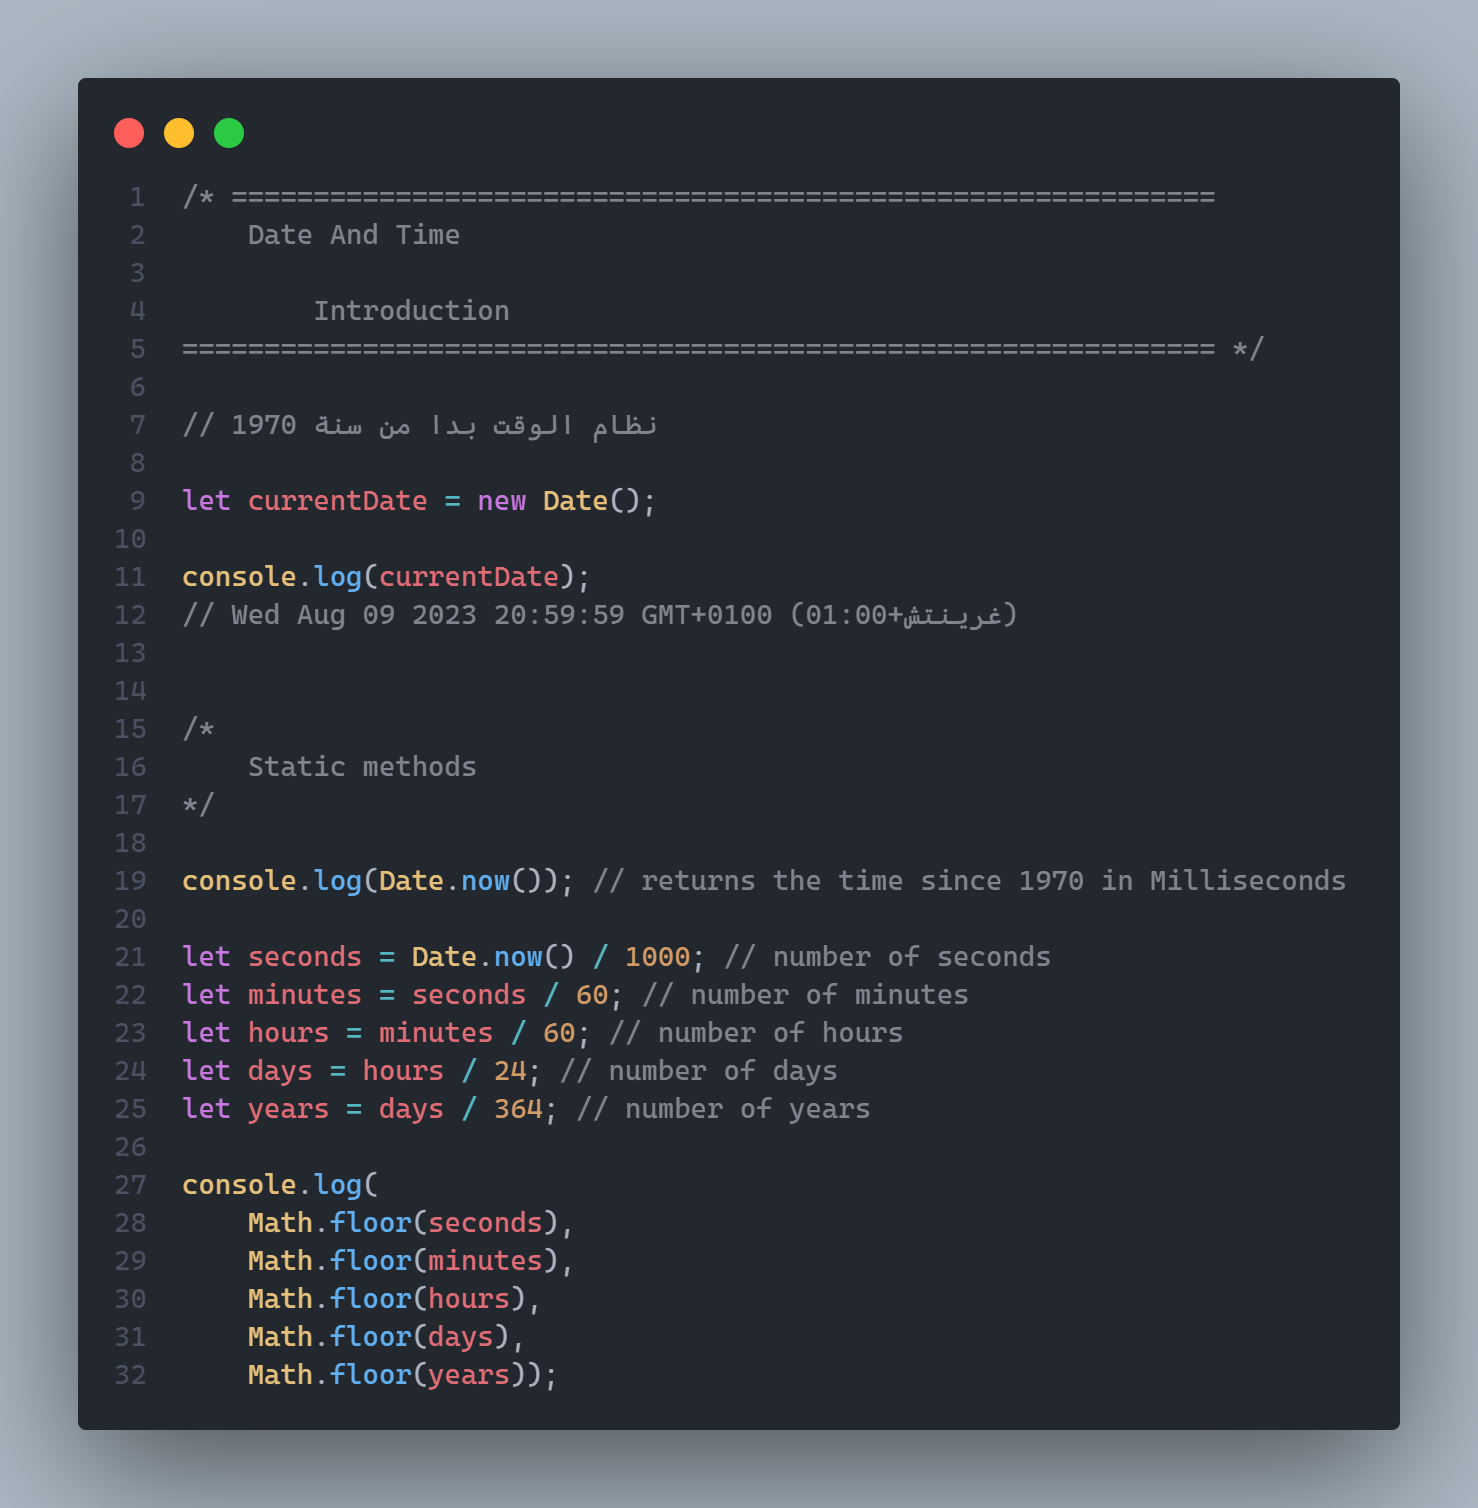 1 /* ============================================================
2     Date And Time
3
4         Introduction
5 =============================================================== */
6
7 // نظام الوقت بدا من سنة 1970
8
9 let currentDate = new Date();
10
11 console.log(currentDate);
12 // Wed Aug 09 2023 20:59:59 GMT+0100 (غرينتش+01:00)
13
14
15 /*
16     Static methods
17 */
18
19 console.log(Date.now()); // returns the time since 1970 in Milliseconds
20
21 let seconds = Date.now() / 1000; // number of seconds
22 let minutes = seconds / 60; // number of minutes
23 let hours = minutes / 60; // number of hours
24 let days = hours / 24; // number of days
25 let years = days / 364; // number of years
26
27 console.log(
28     Math.floor(seconds),
29     Math.floor(minutes),
30     Math.floor(hours),
31     Math.floor(days),
32     Math.floor(years));